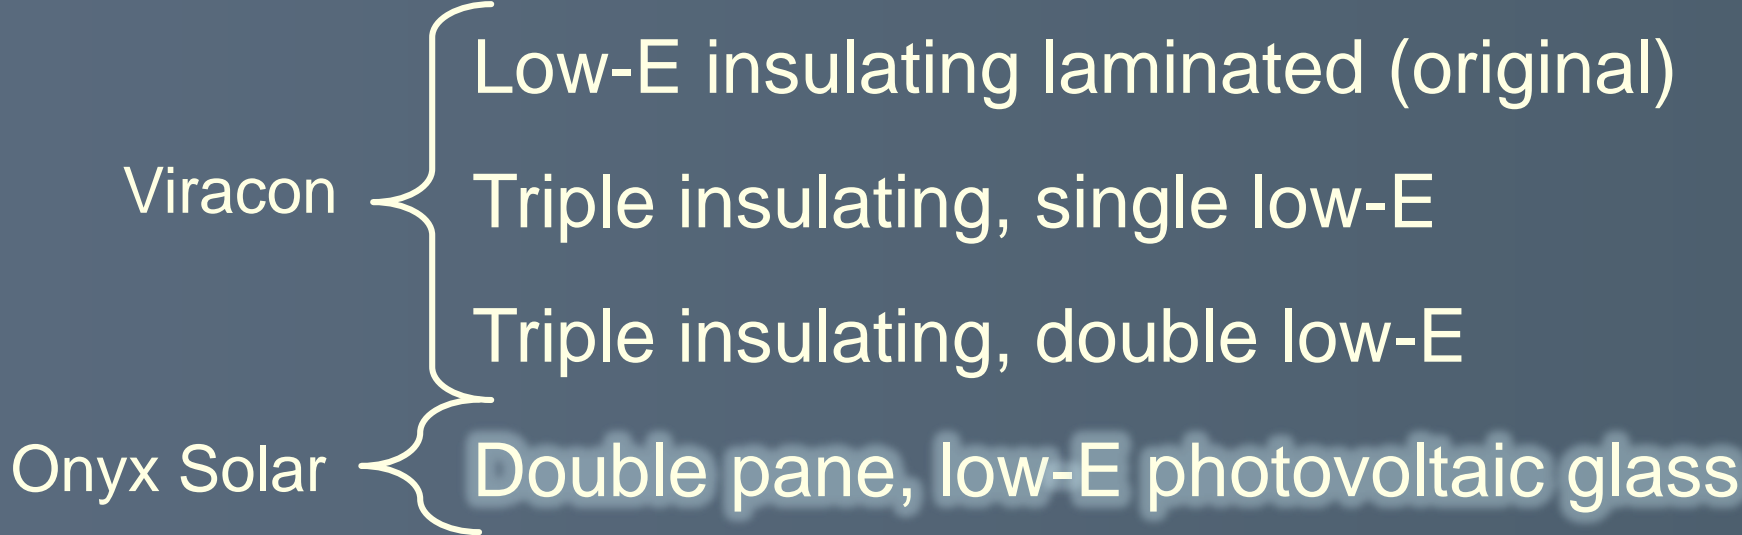 Low-E insulating laminated (original)
Viracon
Triple insulating, single low-E
Triple insulating, double low-E
Onyx Solar
Double pane, low-E photovoltaic glass